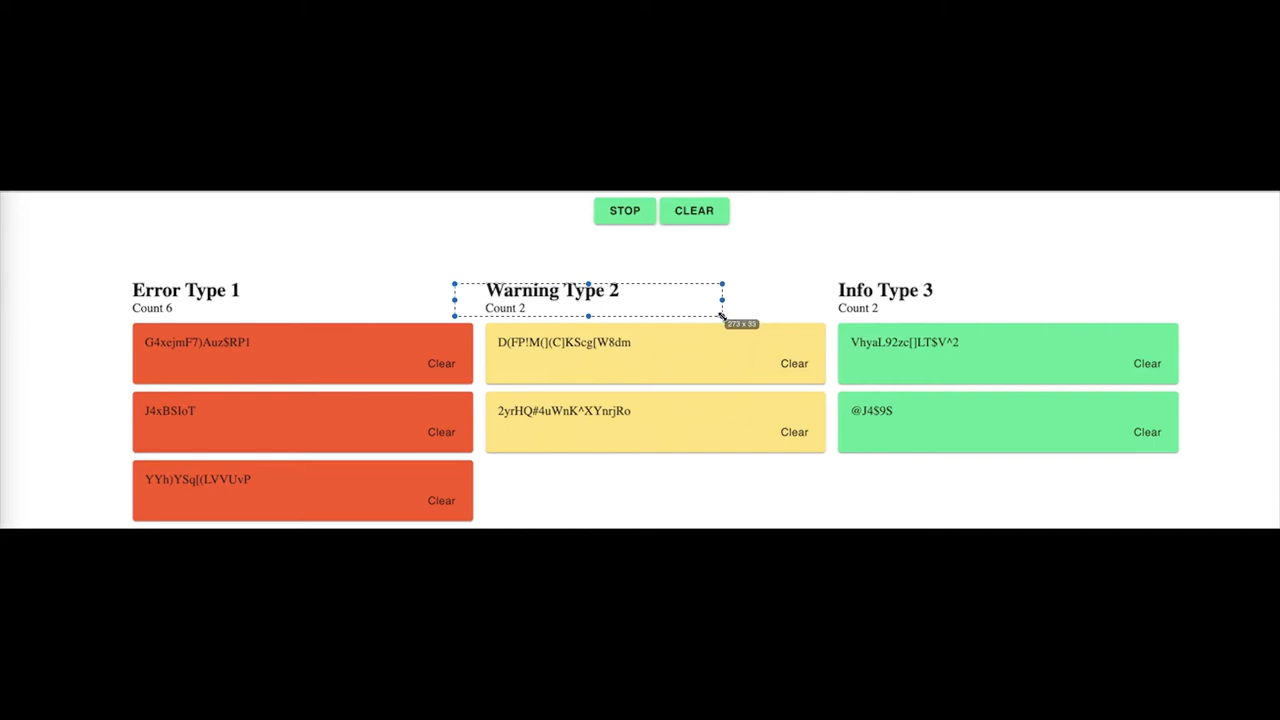 STOP CLEAR
Error Type 1
Count 6
G4xejmF7)Auz$RP1
Clear
J4xBSIoT
Clear
YYh)YSq[(LVVUvP
Clear
Warning Type 2
Count 2
273 x 33
D(FP!M(](C]KScg[W8dm
Clear
2yrHQ#4uWnK^XYnrjRo
Clear
Info Type 3
Count 2
VhyaL92zc[]LT$V^2
Clear
@J4$9S
Clear